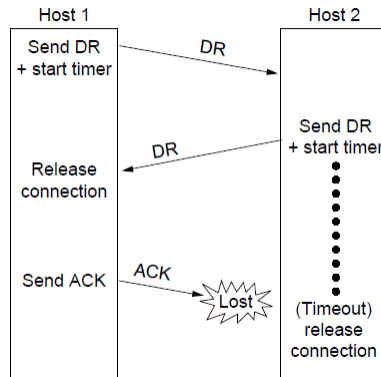 Host 1
Host 2
Send DR
+ start timer
DR
Send DR
+ start timer
DR
Release
connection
Send ACK
ACK
Lost
(Timeout)
release
connection